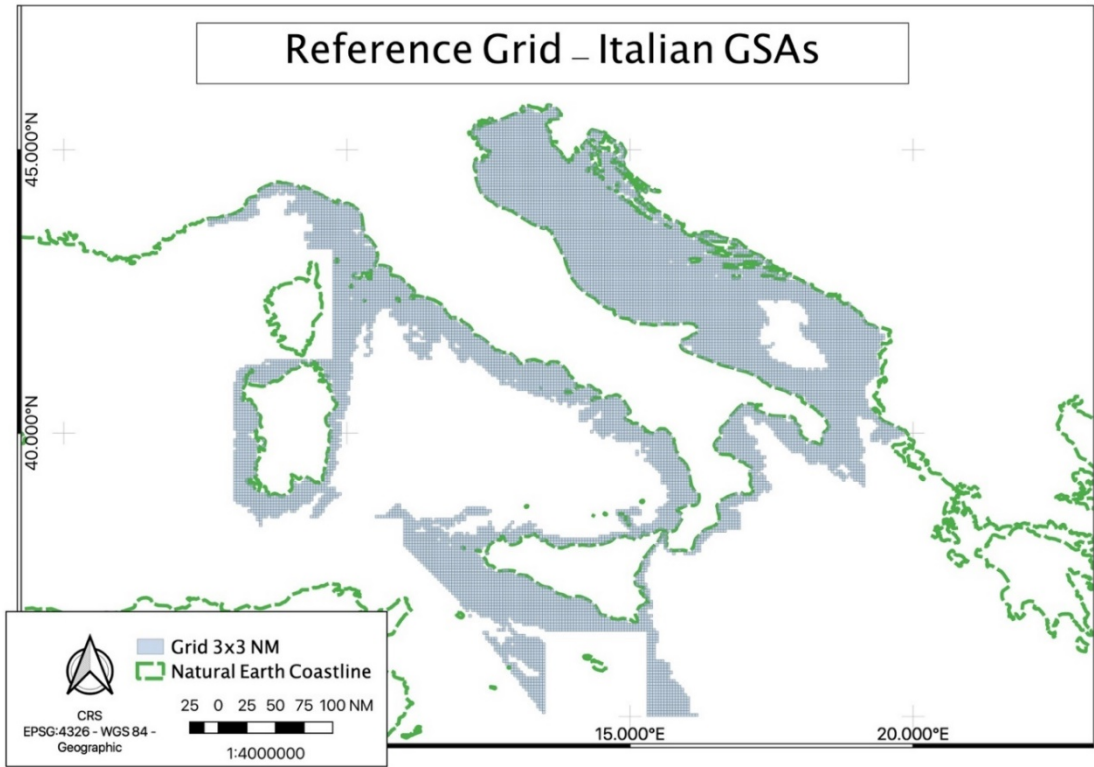 Reference Grid – Italian GSAs
45.000°N
40.000°N
Grid 3x3 NM
Natural Earth Coastline
CRS
EPSG:4326 - WGS 84 -
Geographic
25 0 25 50 75 100 NM
1:4000000
15.000°E
20.000°E